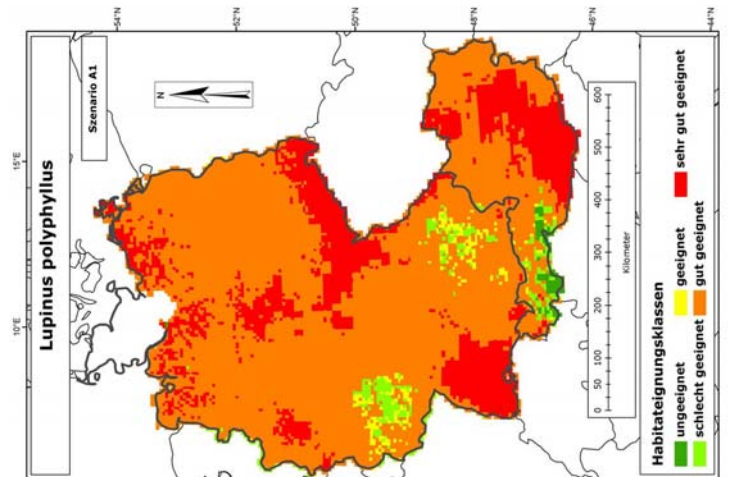 Lupinus polyphyllus
Szenario A1
N
10°E
15°E
54°N
52°N
50°N
48°N
46°N
44°N
0 50 100 200 300 400 500 600
Kilometer
Habitateignungsklassen
ungeeignet
geeignet
sehr gut geeignet
schlecht geeignet
gut geeignet